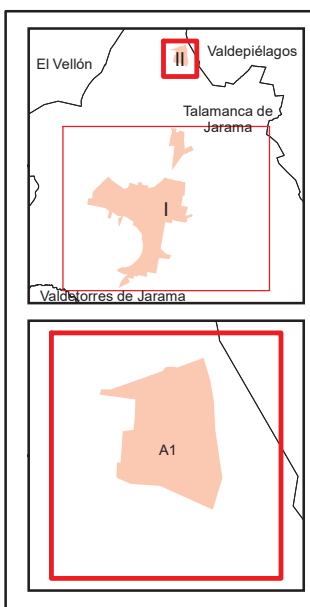 El Vellón
Valdepiélagos
II
Talamanca de
Jarama
I
Valdetorres de Jarama
A1